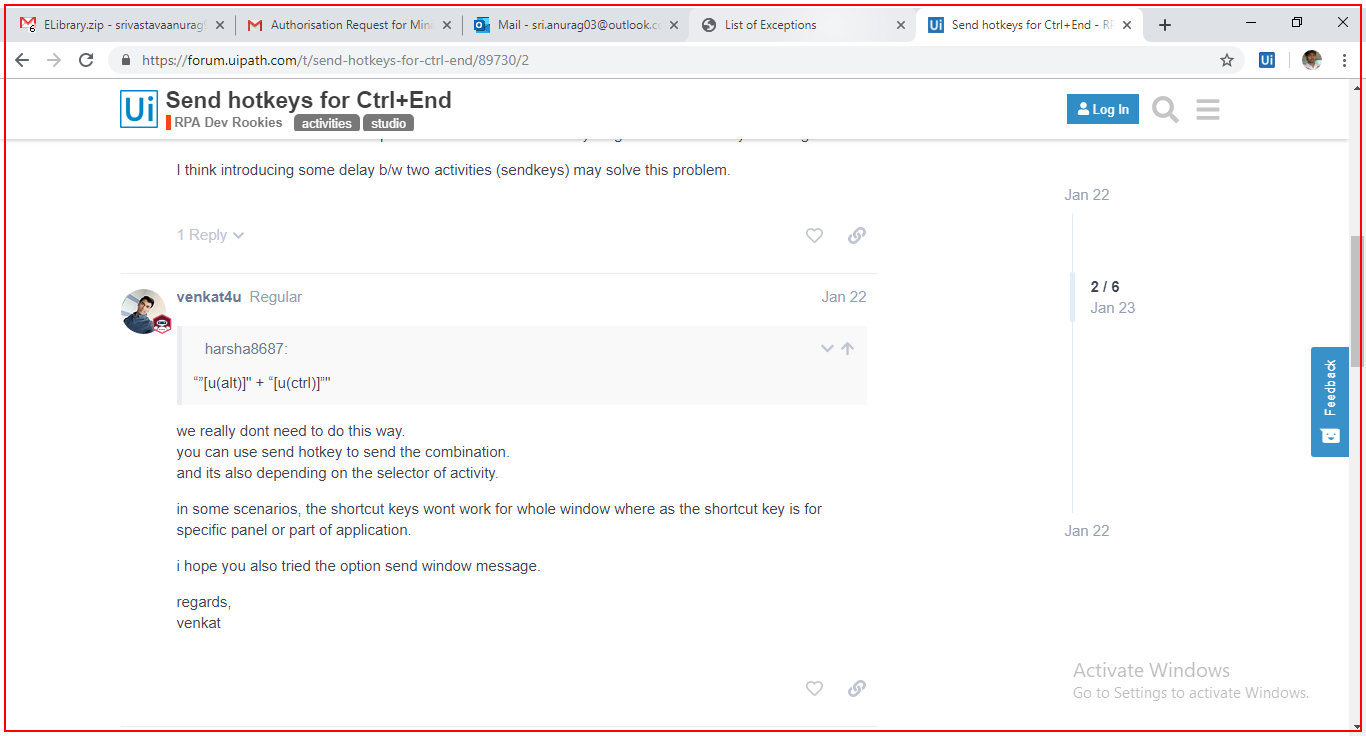 ELibrary.zip - srivastavaanurag
Authorisation Request for Mini
Mail - sri.anurag03@outlook.co
List of Exceptions
Send hotkeys for Ctrl+End - RP
https://forum.uipath.com/t/send-hotkeys-for-ctrl-end/89730/2
Ui
Ui
Send hotkeys for Ctrl+End
RPA Dev Rookies activities studio
Log In
I think introducing some delay b/w two activities (sendkeys) may solve this problem.
1 Reply
Jan 22
2 / 6
Jan 23
Jan 22
venkat4u Regular Jan 22
harsha8687:
“”[u(alt)]" + “[u(ctrl)]”"
we really dont need to do this way.
you can use send hotkey to send the combination.
and its also depending on the selector of activity.
in some scenarios, the shortcut keys wont work for whole window where as the shortcut key is for
specific panel or part of application.
i hope you also tried the option send window message.
regards,
venkat
Feedback
Activate Windows
Go to Settings to activate Windows.